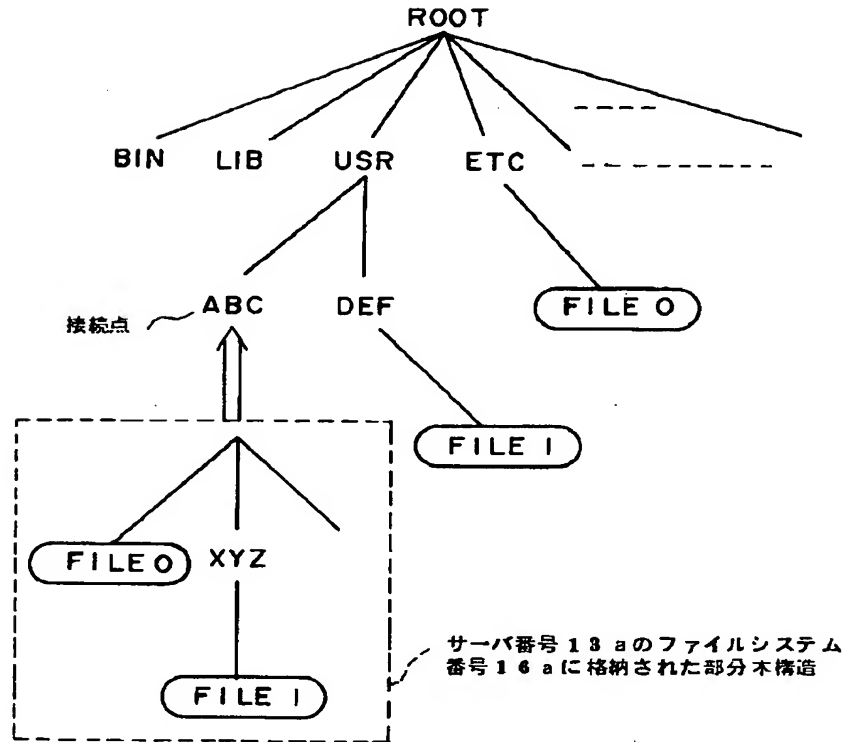 ROOT
BIN LIB USR ETC
接続点 ABC DEF FILE 0
FILE 1
FILE 0 XYZ
サーバ番号13aのファイルシステム
番号16aに格納された部分木構造
FILE 1